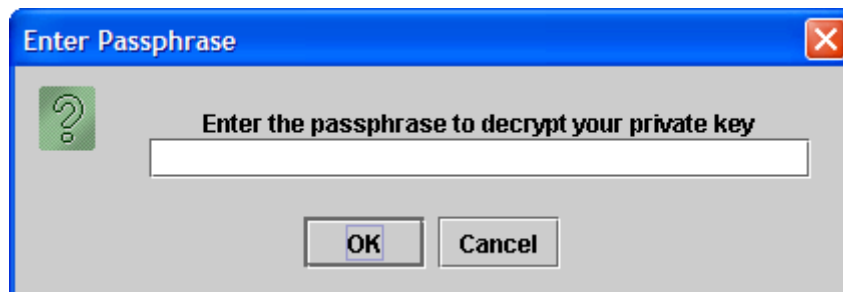 Enter Passphrase
Enter the passphrase to decrypt your private key
OK
Cancel